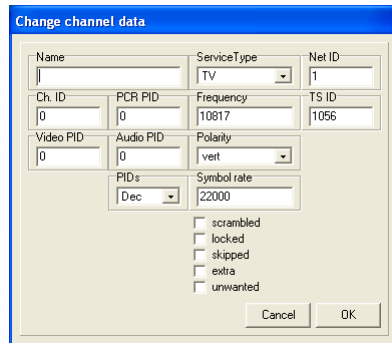 Change channel data
Name ServiceType Net ID
TV 1
Ch. ID PCR PID Frequency TS ID
0 0 10817 1056
Video PID Audio PID Polarity
0 0 vert
PIDs Symbol rate
Dec 22000
scrambled
locked
skipped
extra
unwanted
Cancel OK